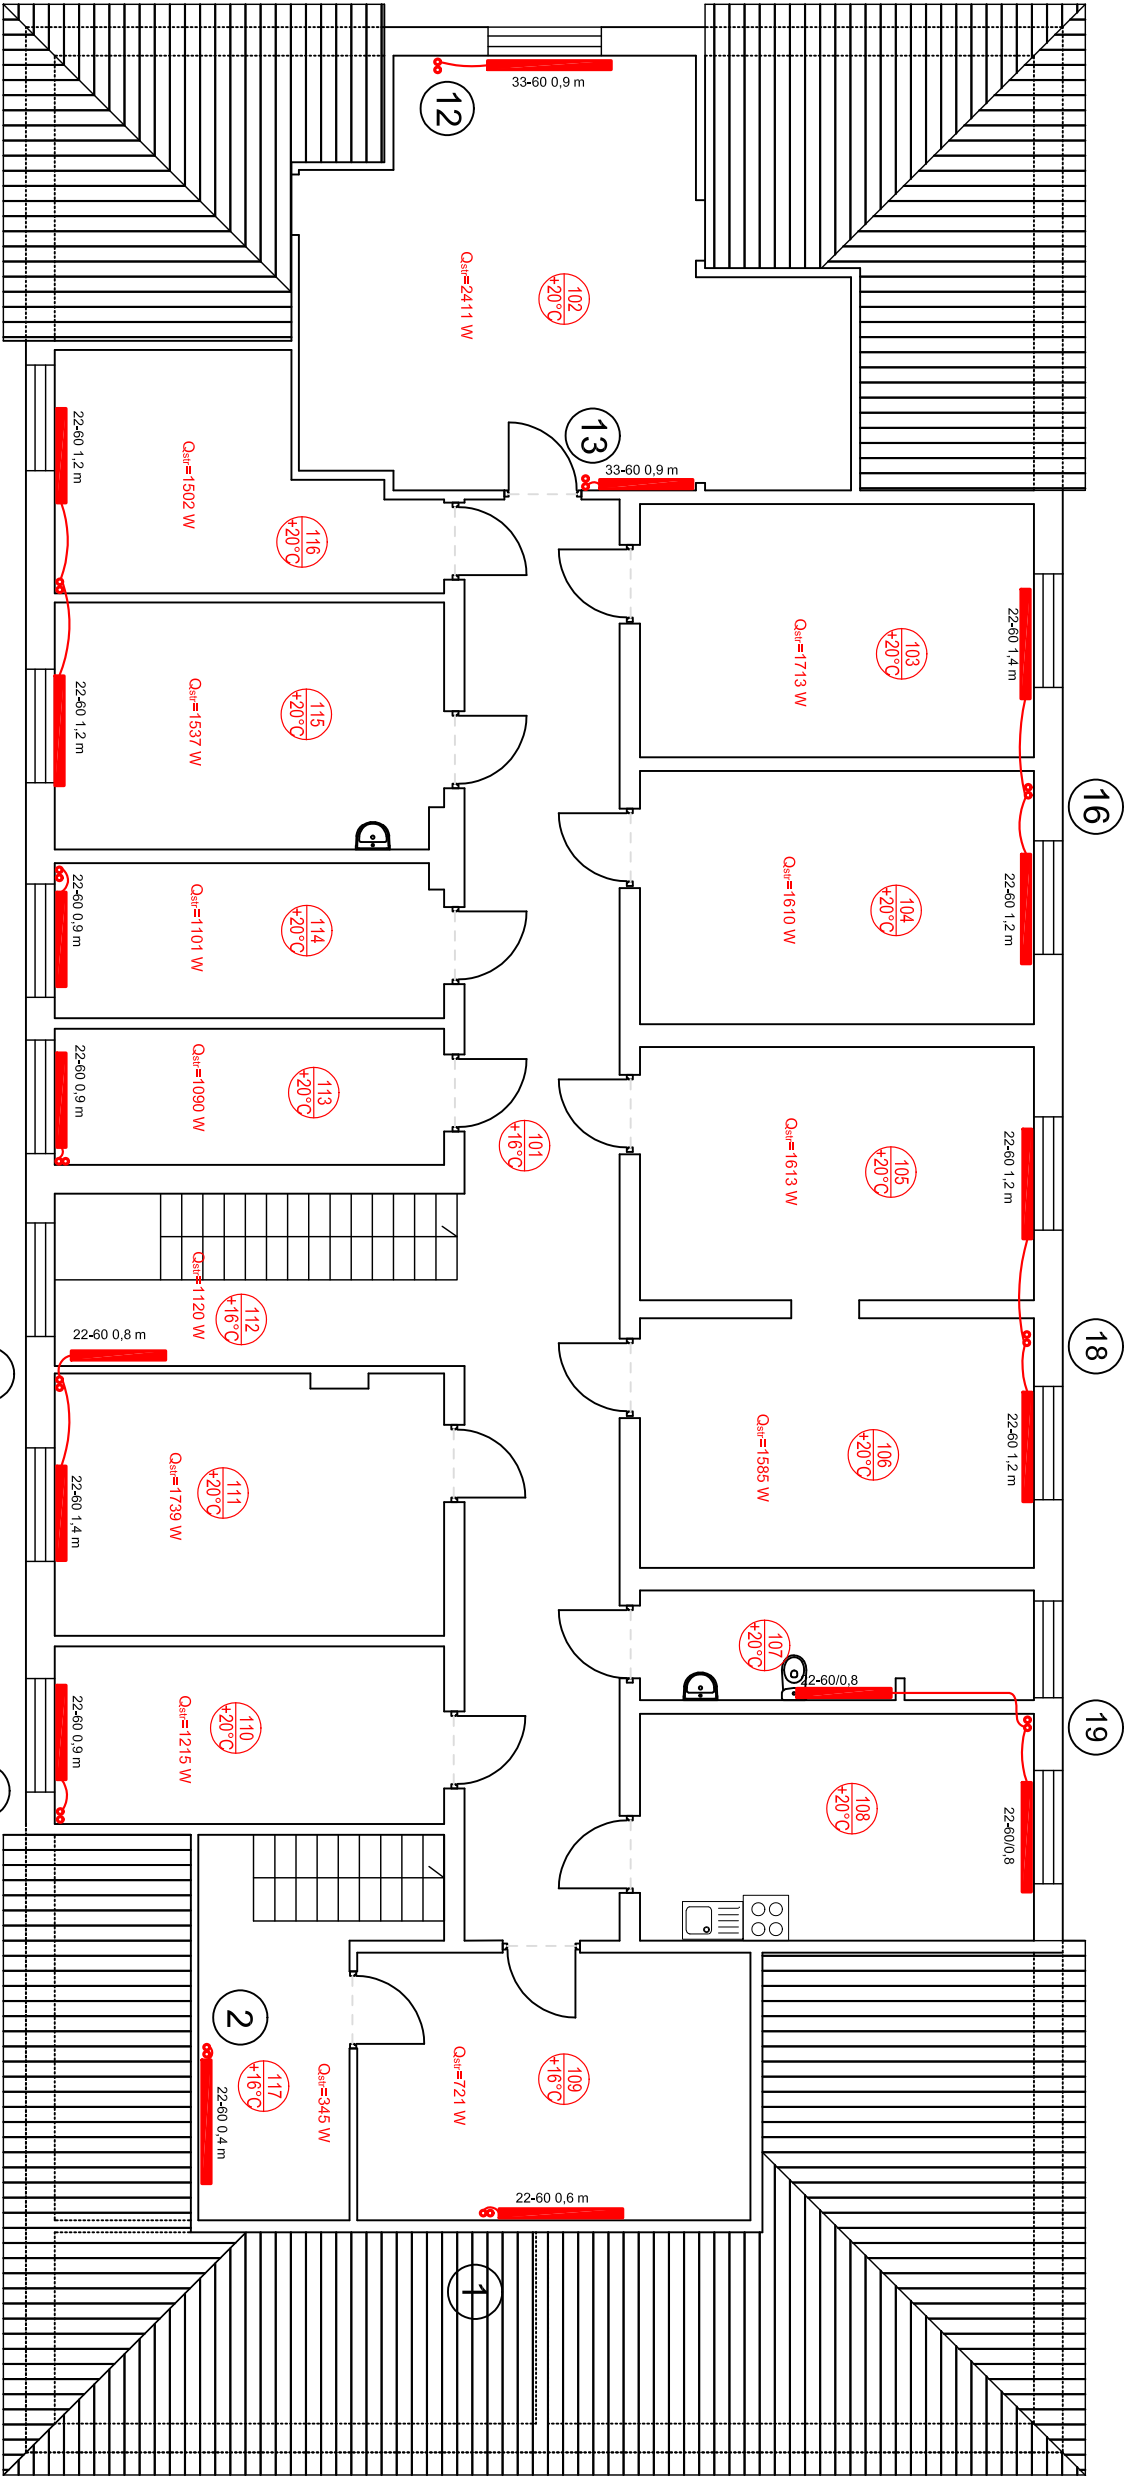 33-60 0,9 m
12
102
+20°C
Qstr=2411 W
13
33-60 0,9 m
22-60 1,2 m
Qstr=1502 W
116
+20°C
103
+20°C
Qstr=1713 W
22-60 1,4 m
22-60 1,2 m
Qstr=1537 W
115
+20°C
16
104
+20°C
Qstr=1610 W
22-60 1,2 m
22-60 0,9 m
Qstr=1101 W
114
+20°C
22-60 0,9 m
Qstr=1090 W
113
+20°C
101
+16°C
105
+20°C
Qstr=1613 W
22-60 1,2 m
Qstr=1120 W
112
+16°C
22-60 0,8 m
18
106
+20°C
Qstr=1585 W
22-60 1,2 m
111
+20°C
Qstr=1739 W
22-60 1,4 m
107
+20°C
22-60/0,8
19
110
+20°C
Qstr=1215 W
22-60 0,9 m
108
+20°C
22-60/0,8
2
117
+16°C
Qstr=345 W
22-60 0,4 m
109
+16°C
Qstr=721 W
22-60 0,6 m
1